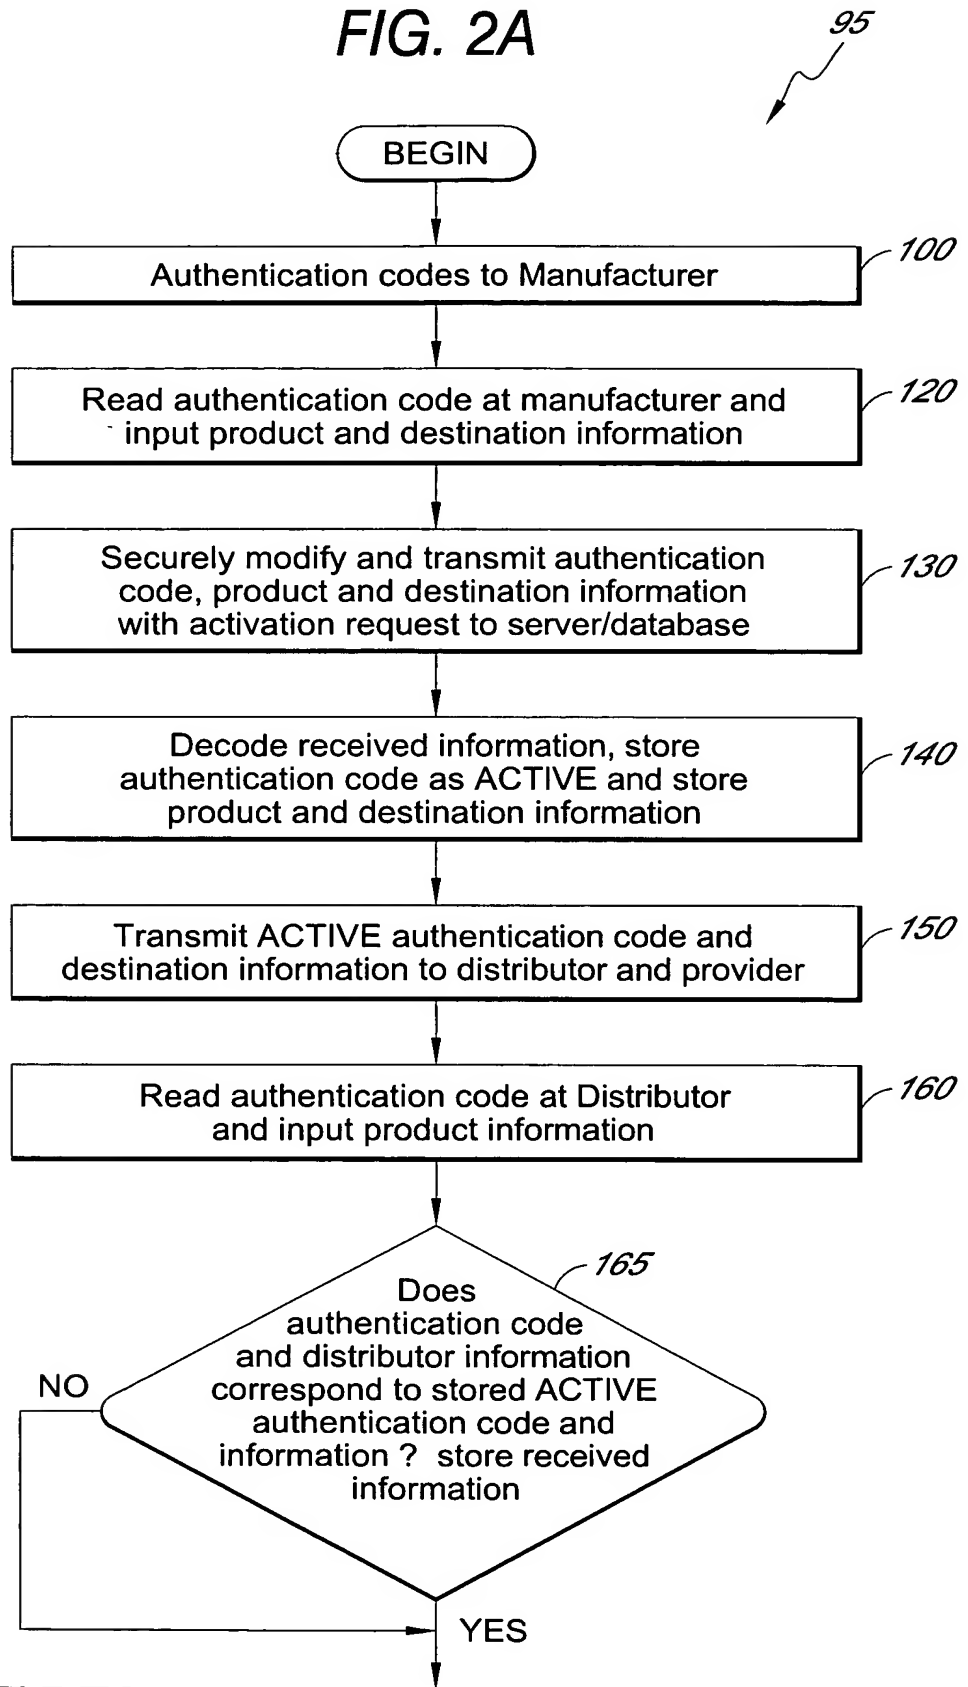 FIG. 2A
95
BEGIN
100
Authentication codes to Manufacturer
120
Read authentication code at manufacturer and
input product and destination information
130
Securely modify and transmit authentication
code, product and destination information
with activation request to server/database
140
Decode received information, store
authentication code as ACTIVE and store
product and destination information
150
Transmit ACTIVE authentication code and
destination information to distributor and provider
160
Read authentication code at Distributor
and input product information
165
Does
authentication code
and distributor information
correspond to stored ACTIVE
authentication code and
information ? store received
information
NO
YES